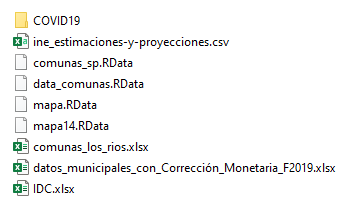 COVID19
ine_estimaciones-y-proyecciones.csv
comunas_sp.RData
data_comunas.RData
mapa.RData
mapa14.RData
comunas_los_rios.xlsx
datos_municipales_con_Corrección_Monetaria_F2019.xlsx
IDC.xlsx